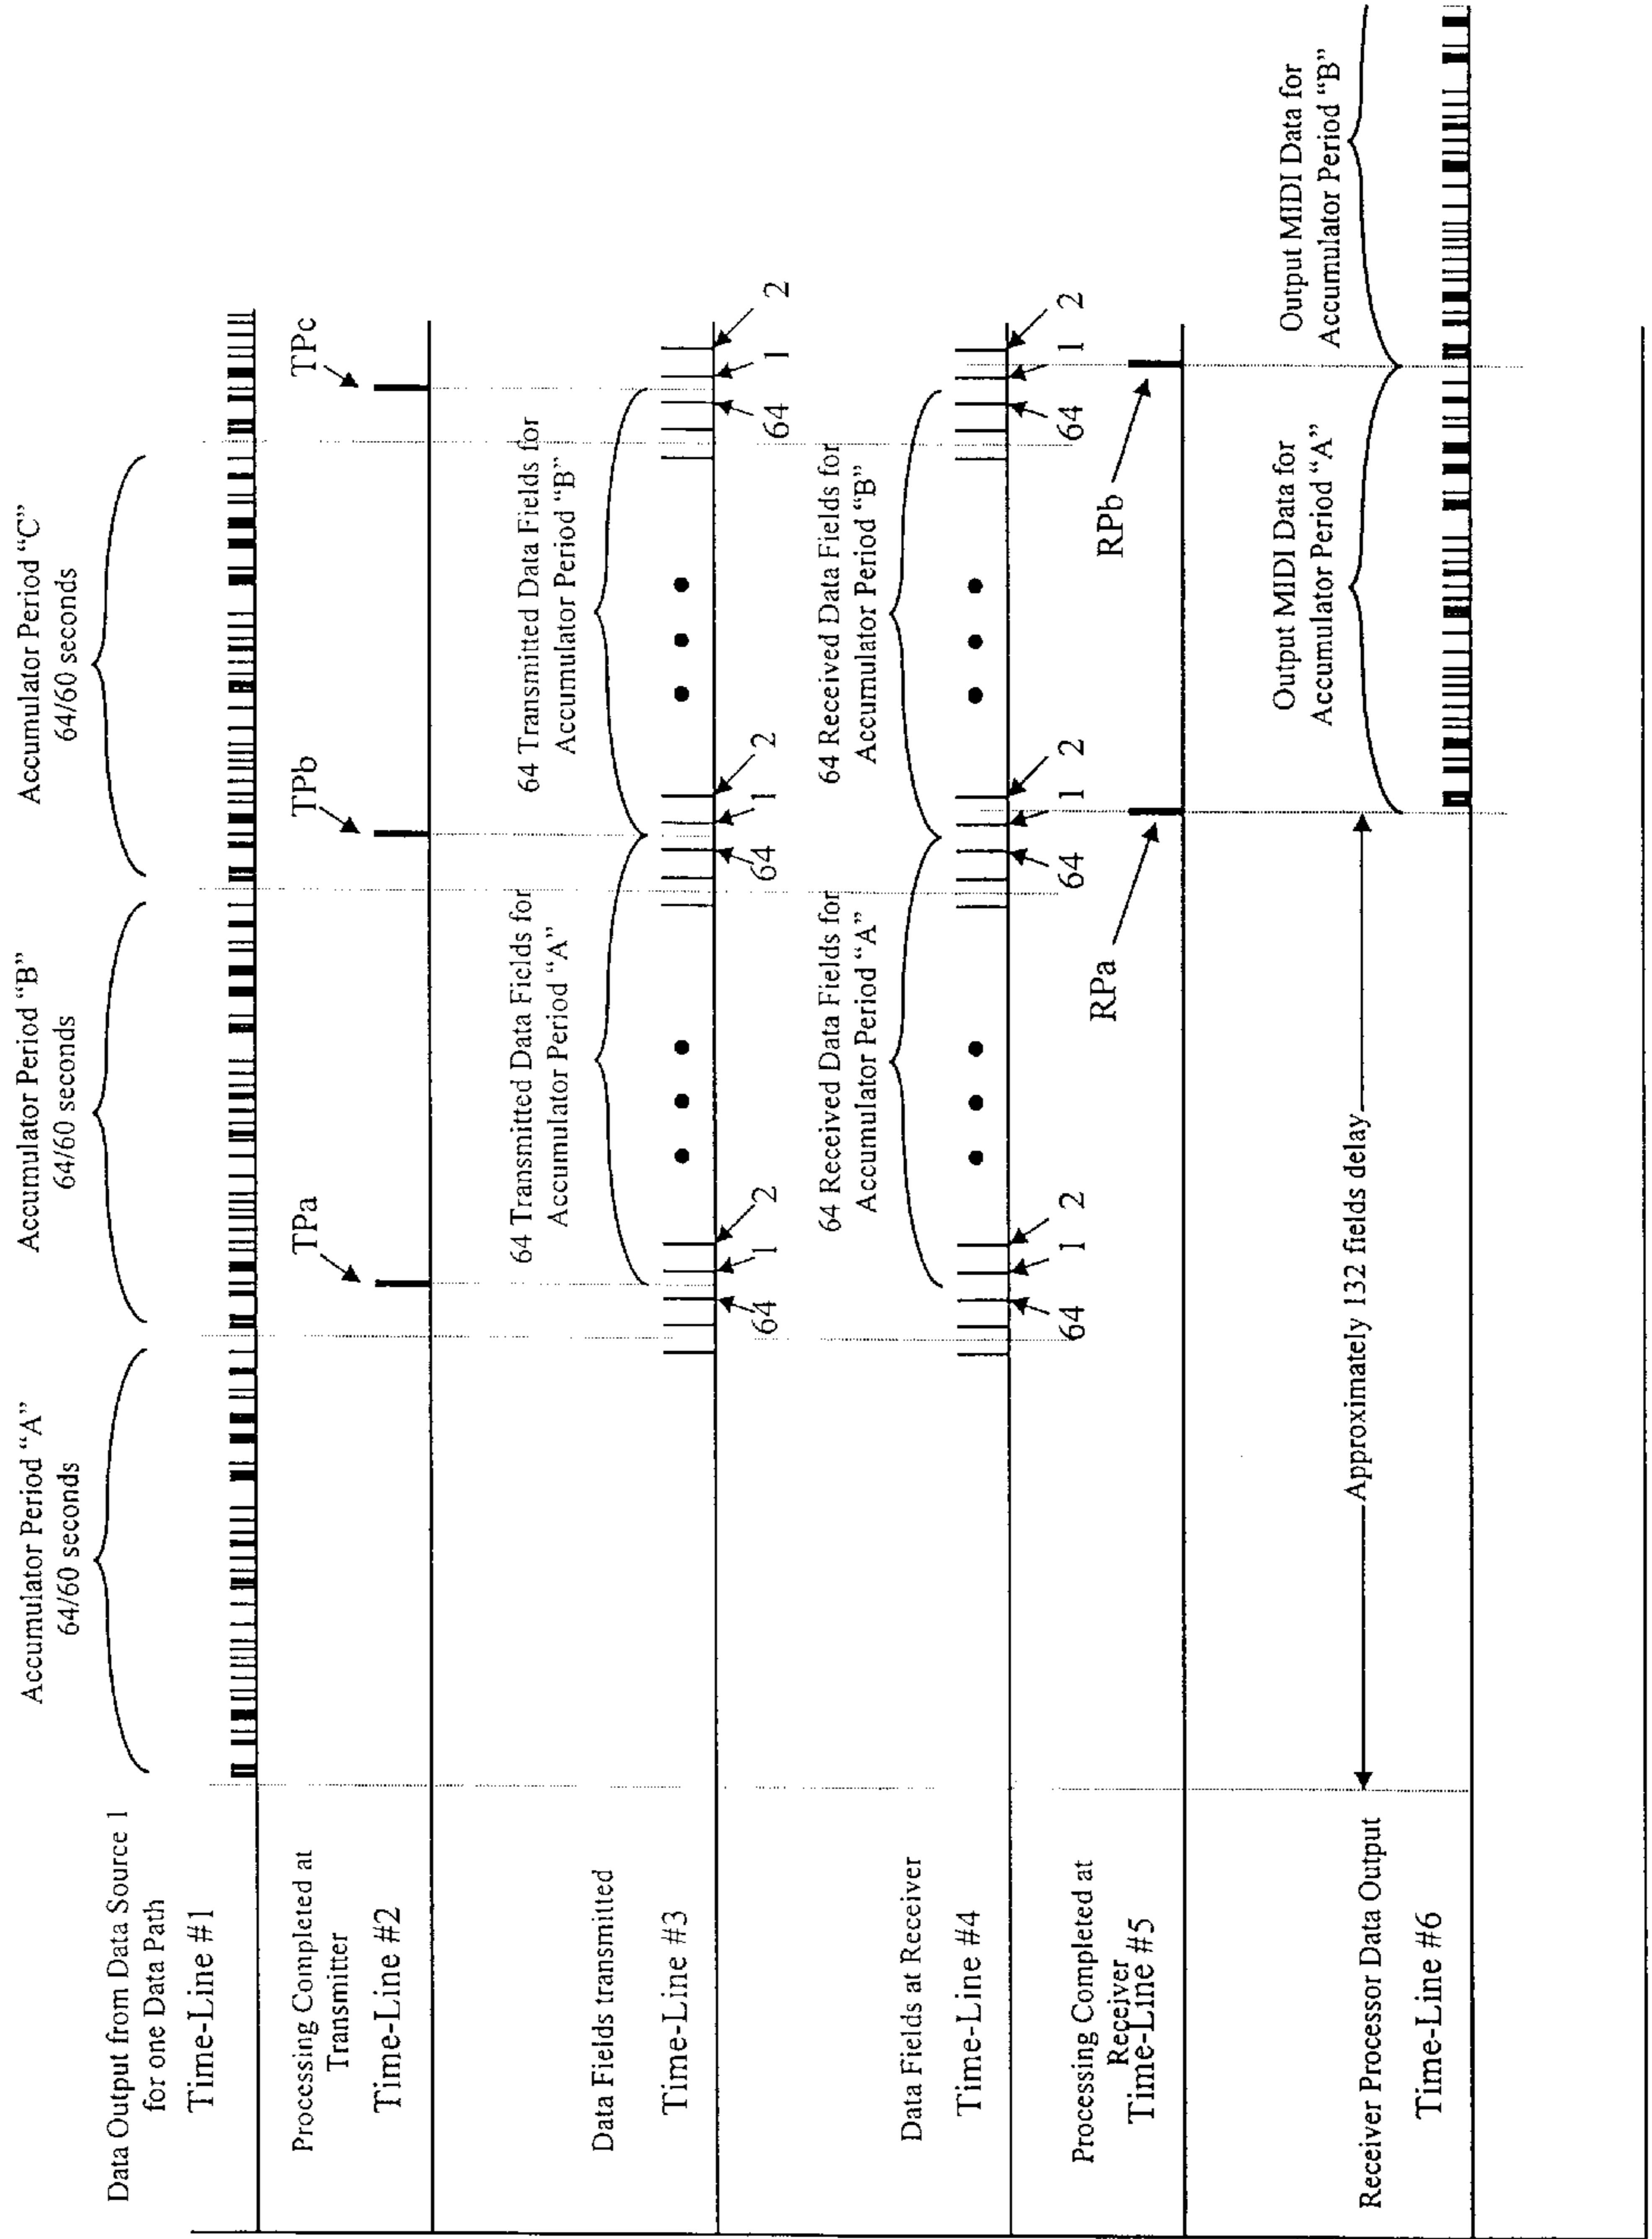 Accumulator Period “A”
64/60 seconds
Accumulator Period “B”
64/60 seconds
Accumulator Period “C”
64/60 seconds
Data Output from Data Source 1
for one Data Path
Time-Line #1
Processing Completed at
Transmitter
Time-Line #2
TPa
TPb
TPc
64 Transmitted Data Fields for
Accumulator Period “A”
64 Transmitted Data Fields for
Accumulator Period “B”
Data Fields transmitted
Time-Line #3
64
1
2
64
1
2
64
1
2
64 Received Data Fields for
Accumulator Period “A”
64 Received Data Fields for
Accumulator Period “B”
Data Fields at Receiver
Time-Line #4
64
1
2
64
1
2
64
1
2
Processing Completed at
Receiver
Time-Line #5
RPa
RPb
Output MIDI Data for
Accumulator Period “A”
Output MIDI Data for
Accumulator Period “B”
Receiver Processor Data Output
Time-Line #6
Approximately 132 fields delay